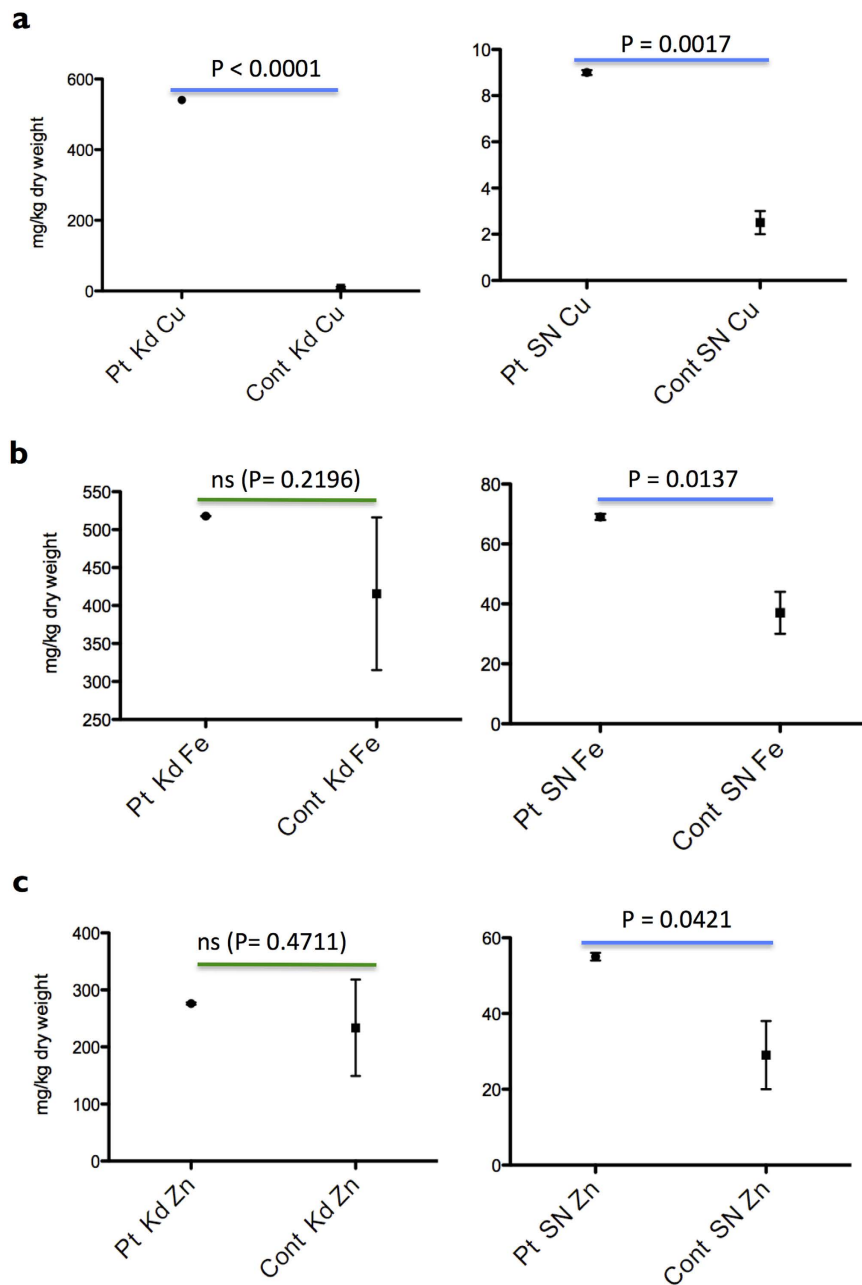 a
P < 0.0001
mg/kg dry weight
600
400
200
0
Pt Kd Cu
Cont Kd Cu
P = 0.0017
10
8
6
4
2
0
Pt SN Cu
Cont SN Cu
b
ns (P= 0.2196)
mg/kg dry weight
550
500
450
400
350
300
250
Pt Kd Fe
Cont Kd Fe
P = 0.0137
80
60
40
20
0
Pt SN Fe
Cont SN Fe
c
ns (P= 0.4711)
mg/kg dry weight
400
300
200
100
0
Pt Kd Zn
Cont Kd Zn
P = 0.0421
60
40
20
0
Pt SN Zn
Cont SN Zn